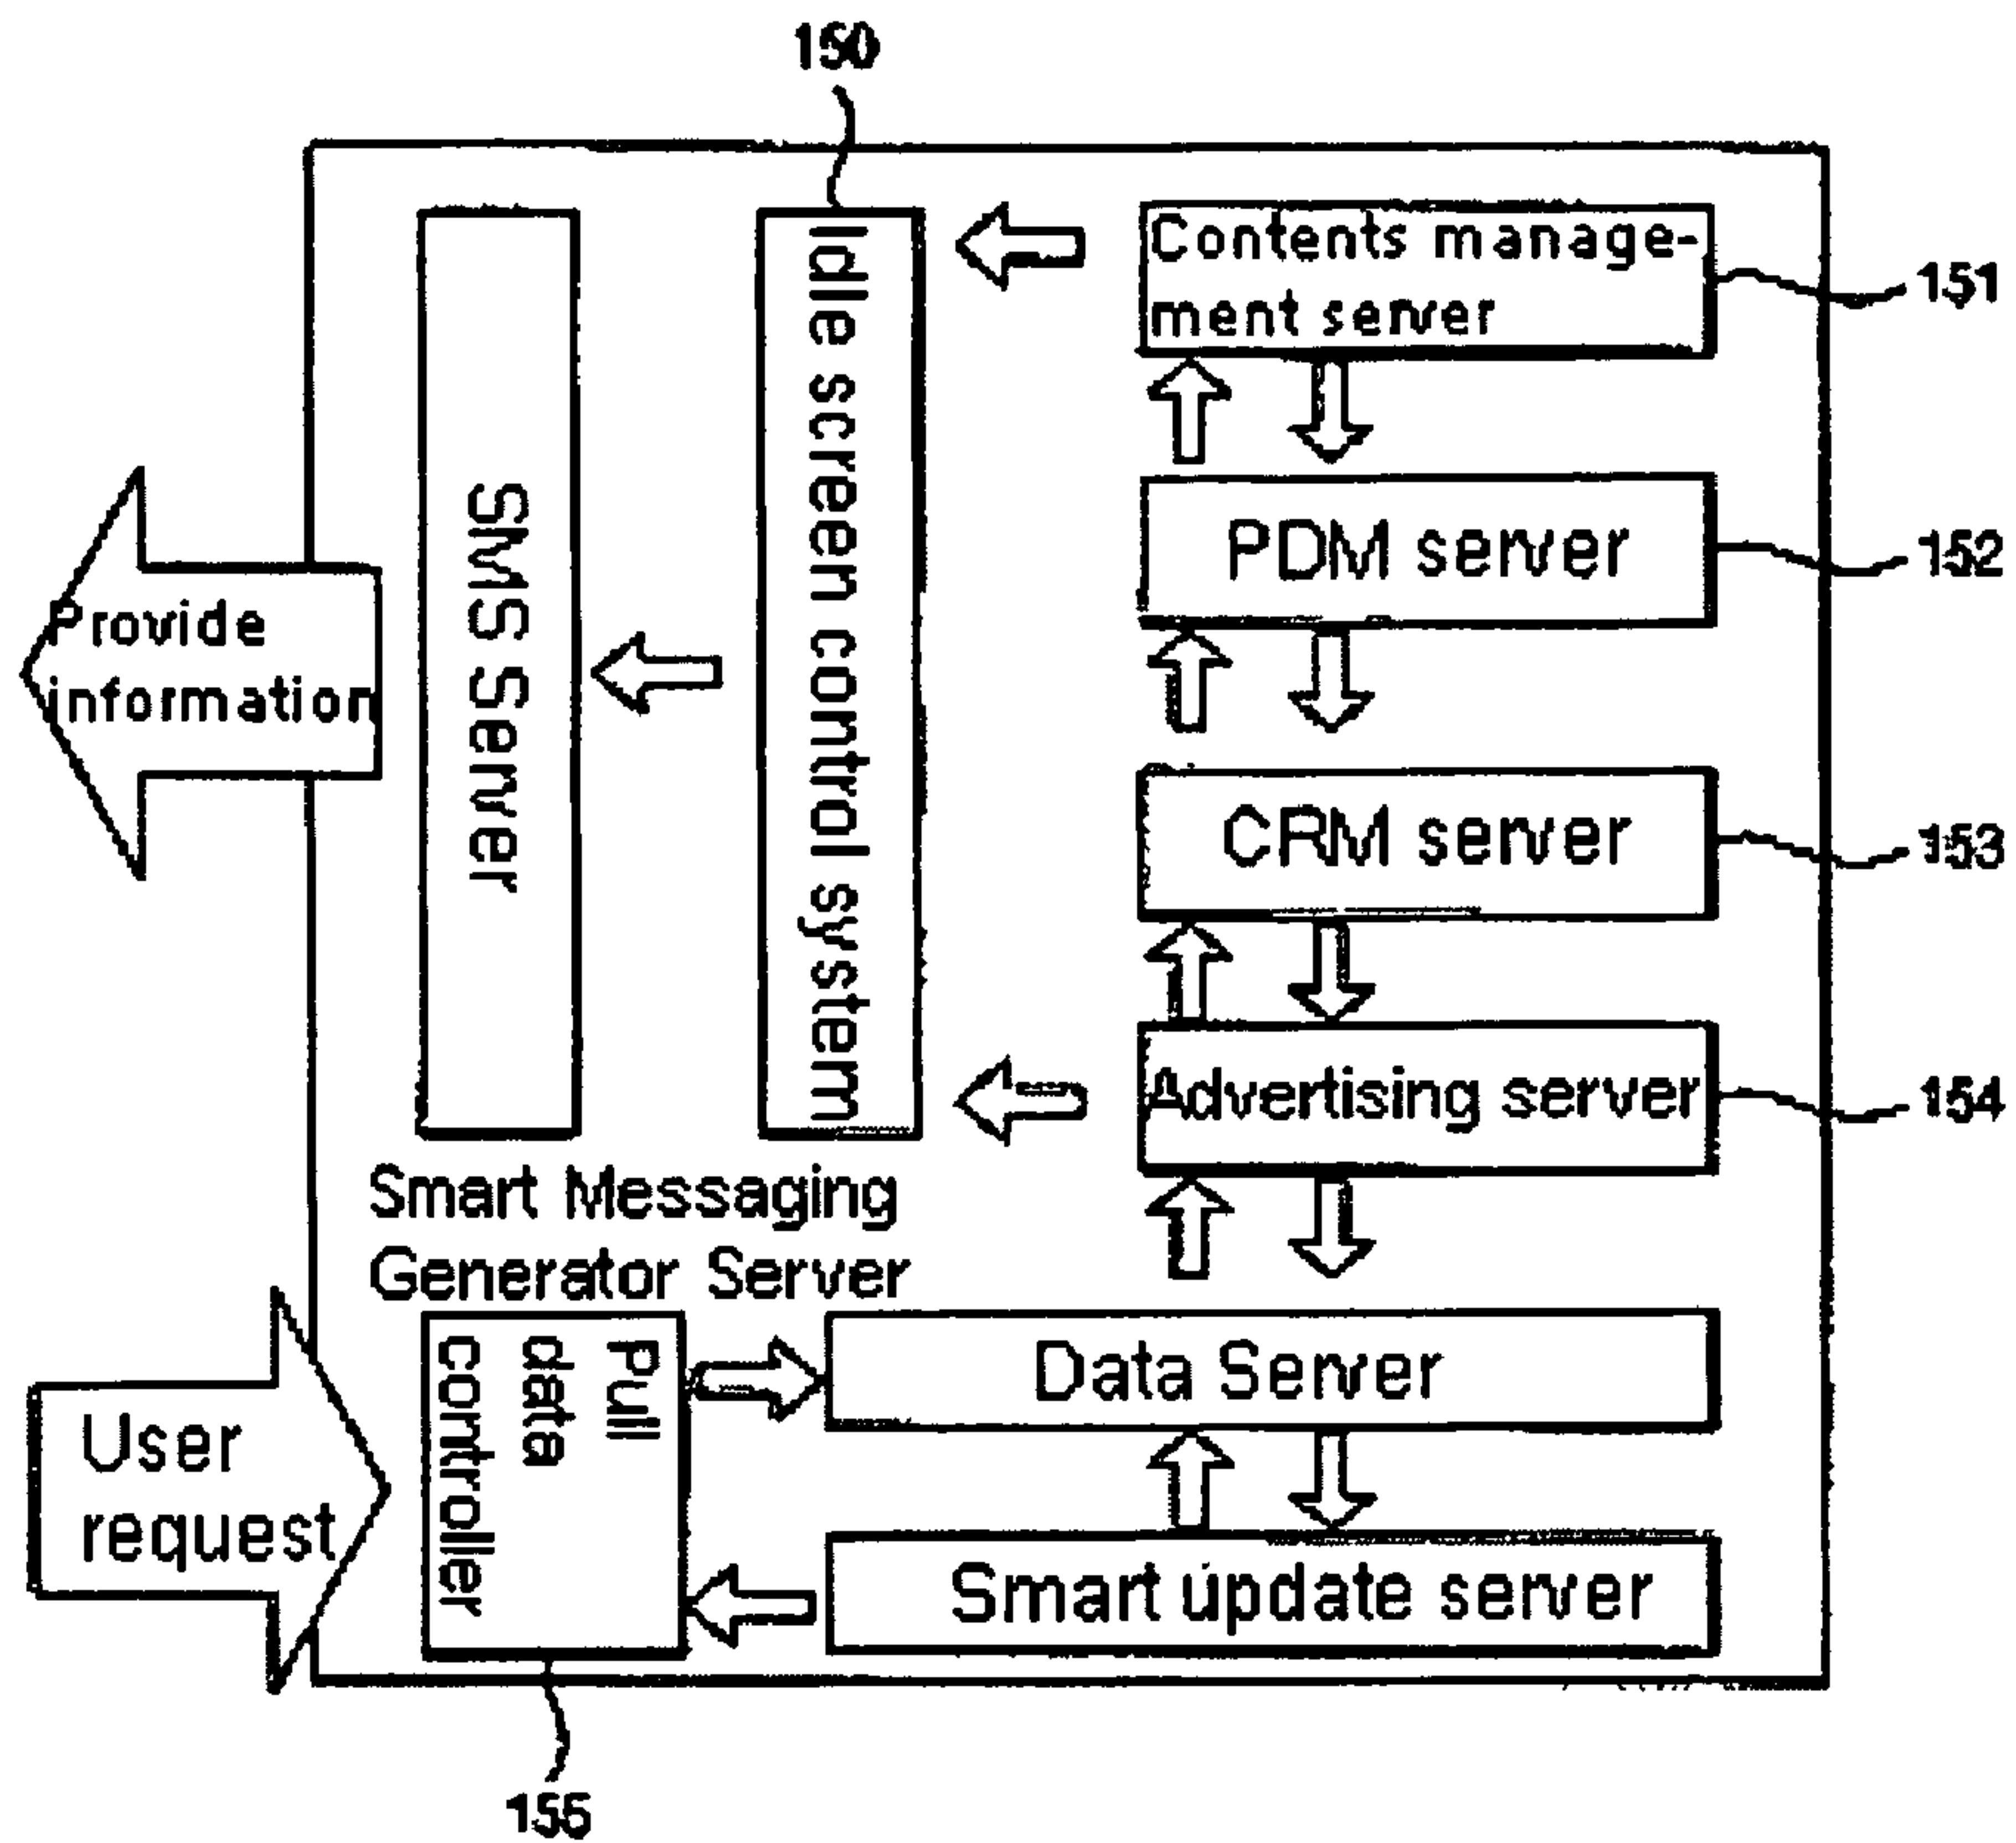 150
Contents manage-
ment server
151
Idle screen control system
SMS Server
PDM server
152
Provide
information
CRM server
153
Advertising server
154
Smart Messaging
Generator Server
Pull
data
controller
Data Server
User
request
Smart update server
155